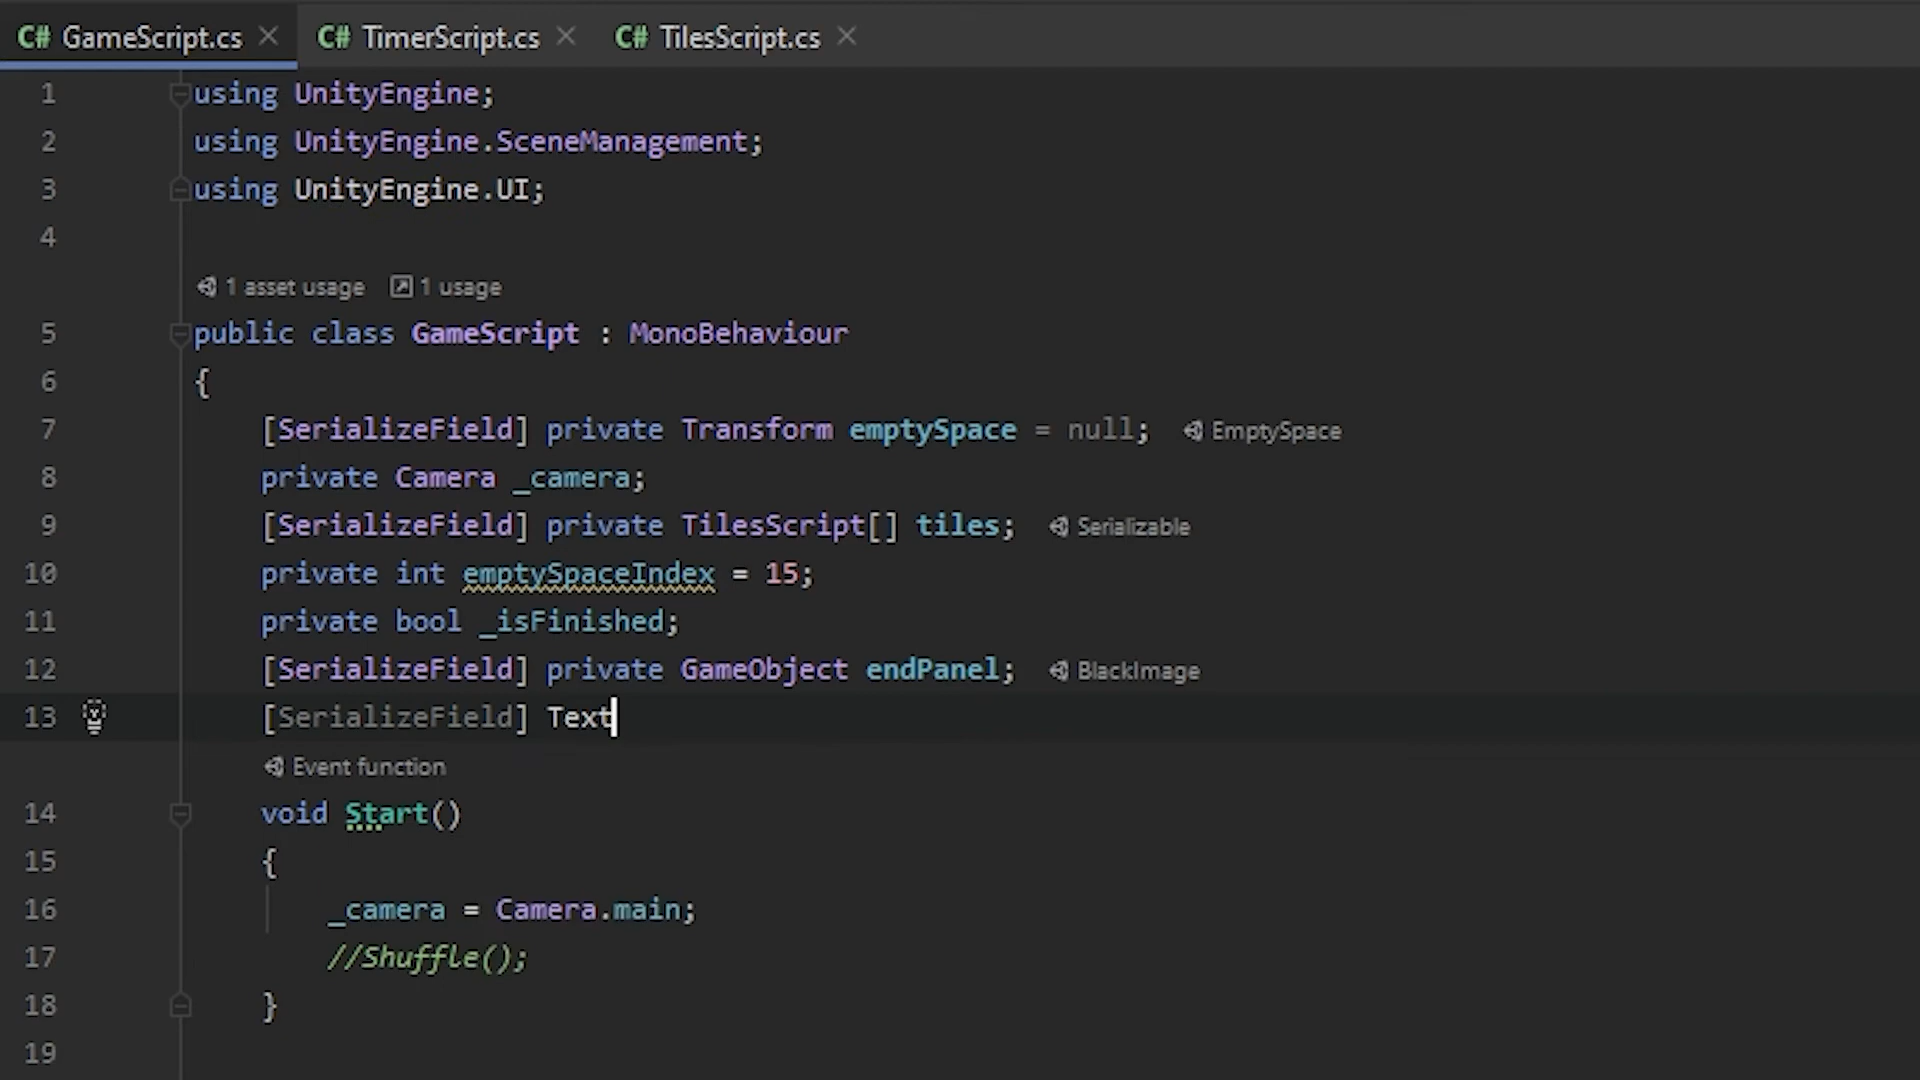 C# GameScript.cs × C# TimerScript.cs × C# TilesScript.cs ×
1 using UnityEngine;
2 using UnityEngine.SceneManagement;
3 using UnityEngine.UI;
4
1 asset usage 1 usage
5 public class GameScript : MonoBehaviour
6 {
7 [SerializeField] private Transform emptySpace = null; EmptySpace
8 private Camera _camera;
9 [SerializeField] private TilesScript[] tiles; Serializable
10 private int emptySpaceIndex = 15;
11 private bool _isFinished;
12 [SerializeField] private GameObject endPanel; BlackImage
13 [SerializeField] Text
Event function
14 void Start()
15 {
16 _camera = Camera.main;
17 //Shuffle();
18 }
19